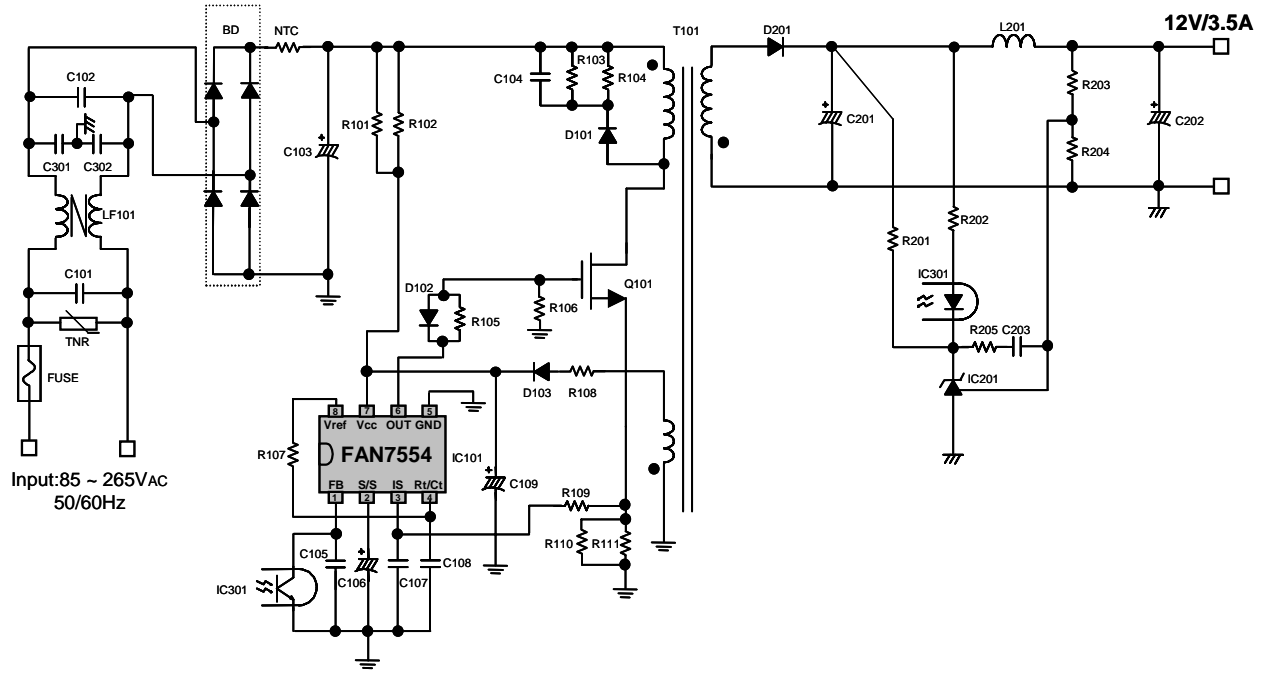 12V/3.5A
BD
NTC
T101
D201
L201
C102
C104
R103
R104
R203
C301
C302
R101
R102
C103
D101
C201
C202
R204
LF101
R202
R201
C101
D102
Q101
IC301
R106
R105
R205
C203
TNR
FUSE
D103
R108
IC201
8
7
6
5
Vref
Vcc
OUT
GND
R107
FAN7554
IC101
Input:85 ~ 265VAC
50/60Hz
FB
S/S
IS
Rt/Ct
1
2
3
4
C109
R109
R110
R111
C105
C106
C107
C108
IC301